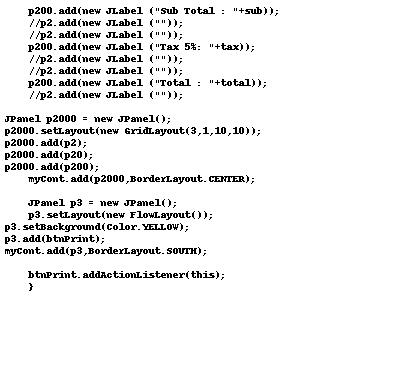 p200.add(new JLabel ("Sub Total : "+sub));
//p2.add(new JLabel (""));
//p2.add(new JLabel (""));
p200.add(new JLabel ("Tax 5%: "+tax));
//p2.add(new JLabel (""));
//p2.add(new JLabel (""));
p200.add(new JLabel ("Total : "+total));
//p2.add(new JLabel (""));
JPanel p2000 = new JPanel();
p2000.setLayout(new GridLayout(3,1,10,10));
p2000.add(p2);
p2000.add(p20);
p2000.add(p200);
myCont.add(p2000,BorderLayout.CENTER);
JPanel p3 = new JPanel();
p3.setLayout(new FlowLayout());
p3.setBackground(Color.YELLOW);
p3.add(btnPrint);
myCont.add(p3,BorderLayout.SOUTH);
btnPrint.addActionListener(this);
}